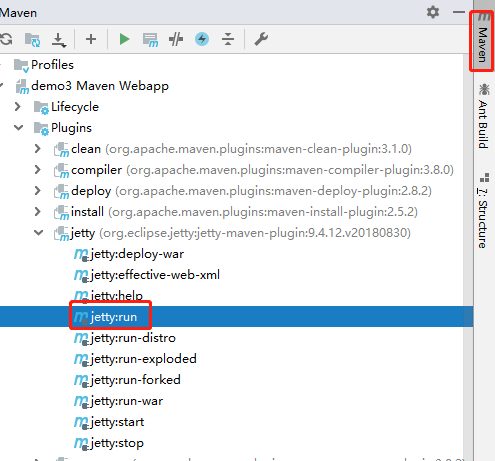 Maven
Profiles
demo3 Maven Webapp
Lifecycle
Plugins
clean (org.apache.maven.plugins:maven-clean-plugin:3.1.0)
compiler (org.apache.maven.plugins:maven-compiler-plugin:3.8.0)
deploy (org.apache.maven.plugins:maven-deploy-plugin:2.8.2)
install (org.apache.maven.plugins:maven-install-plugin:2.5.2)
jetty (org.eclipse.jetty:jetty-maven-plugin:9.4.12.v20180830)
jetty:deploy-war
jetty:effective-web-xml
jetty:help
jetty:run
jetty:run-distro
jetty:run-exploded
jetty:run-forked
jetty:run-war
jetty:start
jetty:stop
Maven
Ant Build
7: Structure